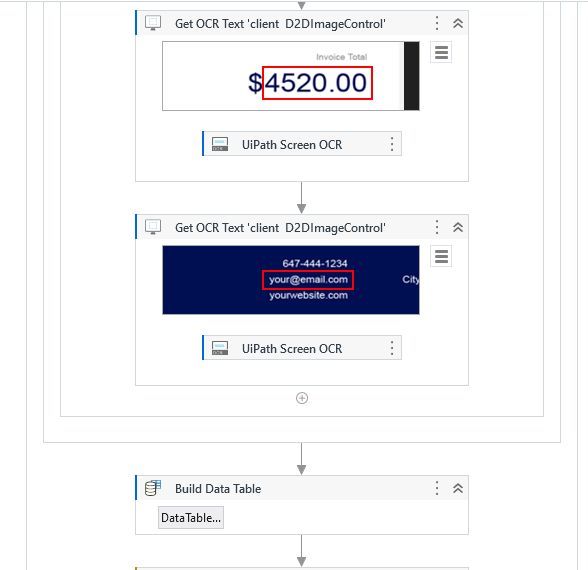 Get OCR Text 'client D2DImageControl'
Invoice Total
$4520.00
UiPath Screen OCR
Get OCR Text 'client D2DImageControl'
647-444-1234
your@email.com
City
yourwebsite.com
UiPath Screen OCR
Build Data Table
DataTable...